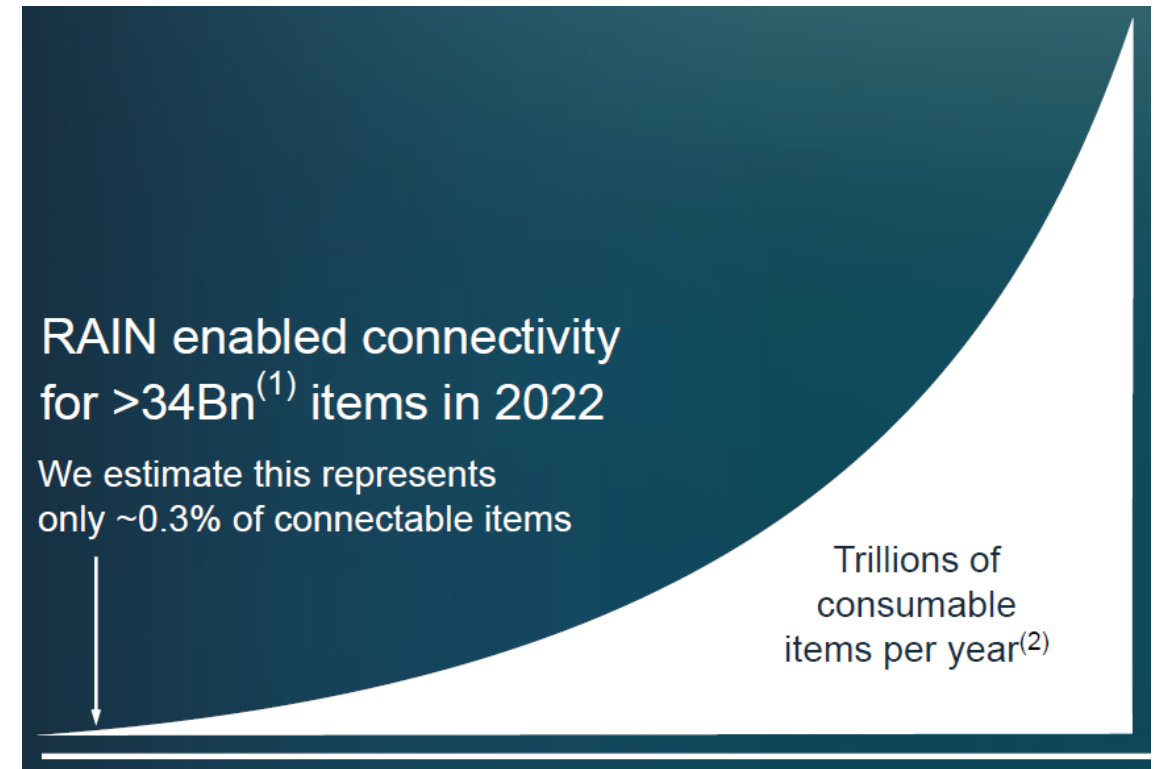 RAIN enabled connectivity
for >34Bn(1) items in 2022
We estimate this represents
only ~0.3% of connectable items
Trillions of
consumable
items per year(2)